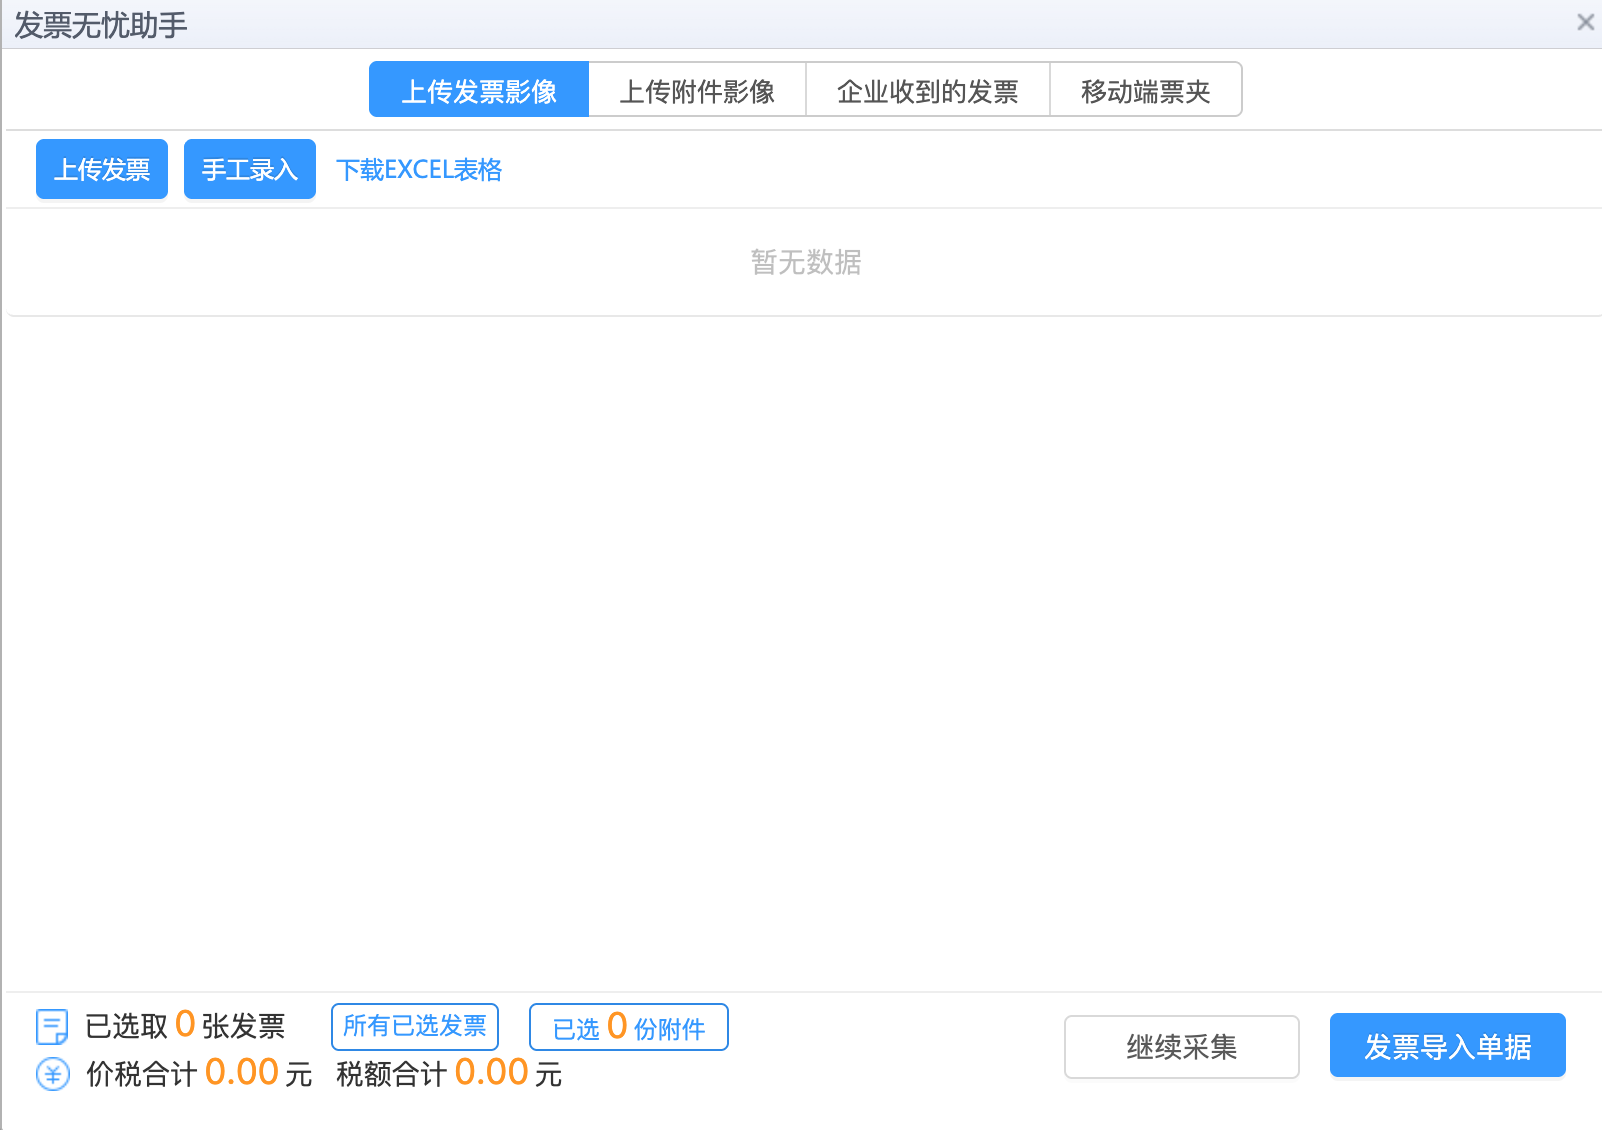 发票无忧助手
上传发票影像 上传附件影像 企业收到的发票 移动端票夹
上传发票 手工录入 下载EXCEL表格
暂无数据
已选取 0 张发票 所有已选发票 已选 0 份附件
价税合计 0.00 元 税额合计 0.00 元
继续采集 发票导入单据